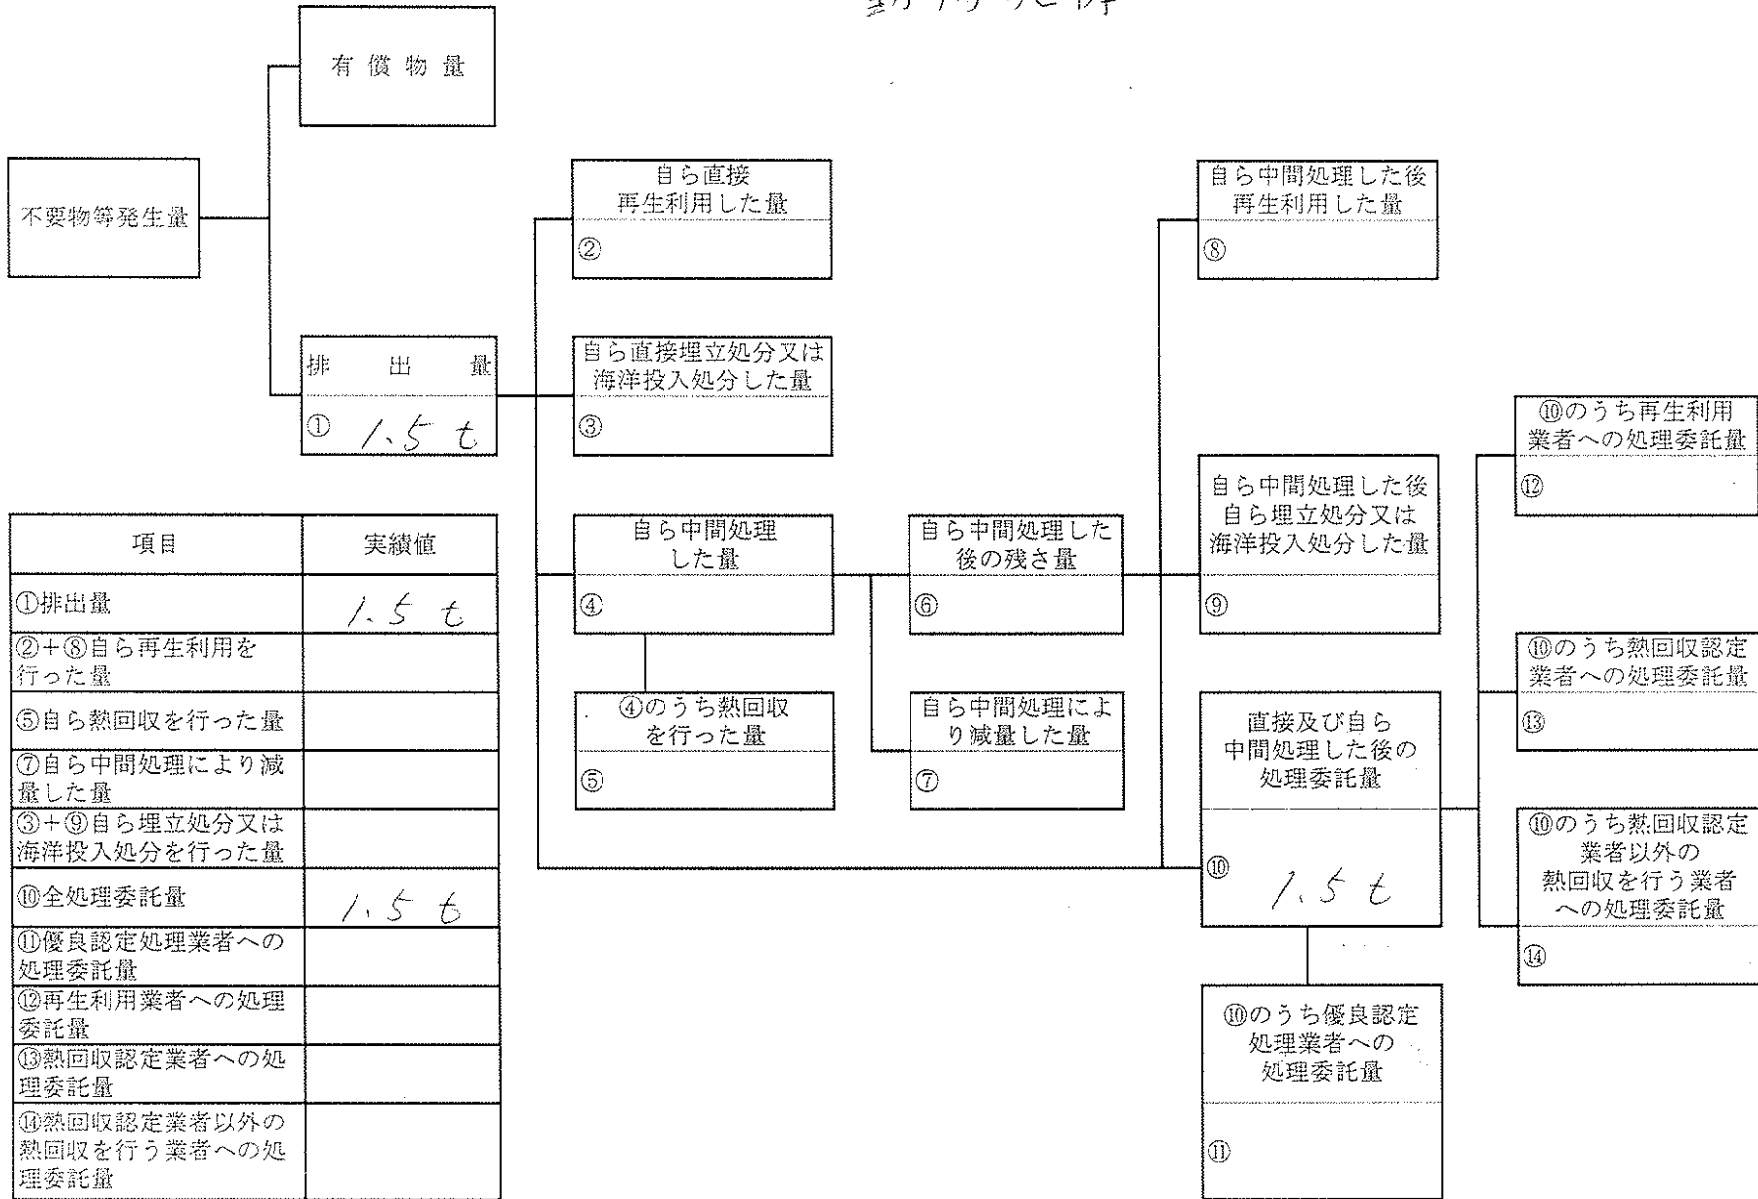 有償物量
不要物等発生量
排出量
① 1.5 t
自ら直接
再生利用した量
②
自ら直接埋立処分又は
海洋投入処分した量
③
自ら中間処理
した量
④
④のうち熱回収
を行った量
⑤
自ら中間処理した
後の残さ量
⑥
自ら中間処理によ
り減量した量
⑦
自ら中間処理した後
再生利用した量
⑧
自ら中間処理した後
自ら埋立処分又は
海洋投入処分した量
⑨
直接及び自ら
中間処理した後の
処理委託量
⑩ 1.5 t
⑩のうち優良認定
処理業者への
処理委託量
⑪
⑩のうち再生利用
業者への処理委託量
⑫
⑩のうち熱回収認定
業者への処理委託量
⑬
⑩のうち熱回収認定
業者以外の
熱回収を行う業者
への処理委託量
⑭
項目 実績値
①排出量 1.5 t
②+⑧自ら再生利用を
行った量
⑤自ら熱回収を行った量
⑦自ら中間処理により減
量した量
③+⑨自ら埋立処分又は
海洋投入処分を行った量
⑩全処理委託量 1.5 t
⑪優良認定処理業者への
処理委託量
⑫再生利用業者への処理
委託量
⑬熱回収認定業者への処
理委託量
⑭熱回収認定業者以外の
熱回収を行う業者への処
理委託量